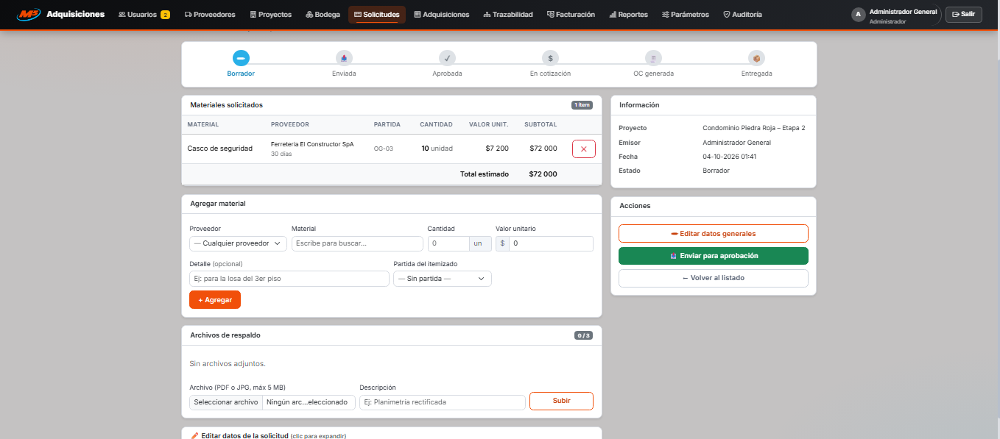 M5 Adquisiciones Usuarios 2 Proveedores Proyectos Bodega Solicitudes Adquisiciones Trazabilidad Facturación Reportes Parámetros Auditoría A Administrador General Salir
Administrador
Borrador Enviada Aprobada En cotización OC generada Entregada
Materiales solicitados 1 ítem
MATERIAL PROVEEDOR PARTIDA CANTIDAD VALOR UNIT. SUBTOTAL
Casco de seguridad Ferretería El Constructor SpA OG-03 10 unidad $7 200 $72 000
30 días
Total estimado $72 000
Información
Proyecto Condominio Piedra Roja – Etapa 2
Emisor Administrador General
Fecha 04-10-2026 01:41
Estado Borrador
Agregar material
Proveedor Material Cantidad Valor unitario
— Cualquier proveedor Escribe para buscar... 0 un $ 0
Detalle (opcional) Partida del itemizado
Ej: para la losa del 3er piso — Sin partida —
+ Agregar
Acciones
Editar datos generales
Enviar para aprobación
← Volver al listado
Archivos de respaldo 0 / 3
Sin archivos adjuntos.
Archivo (PDF o JPG, máx 5 MB) Descripción
Seleccionar archivo Ningún arc...eleccionado Ej: Planimetría rectificada Subir
Editar datos de la solicitud (clic para expandir)